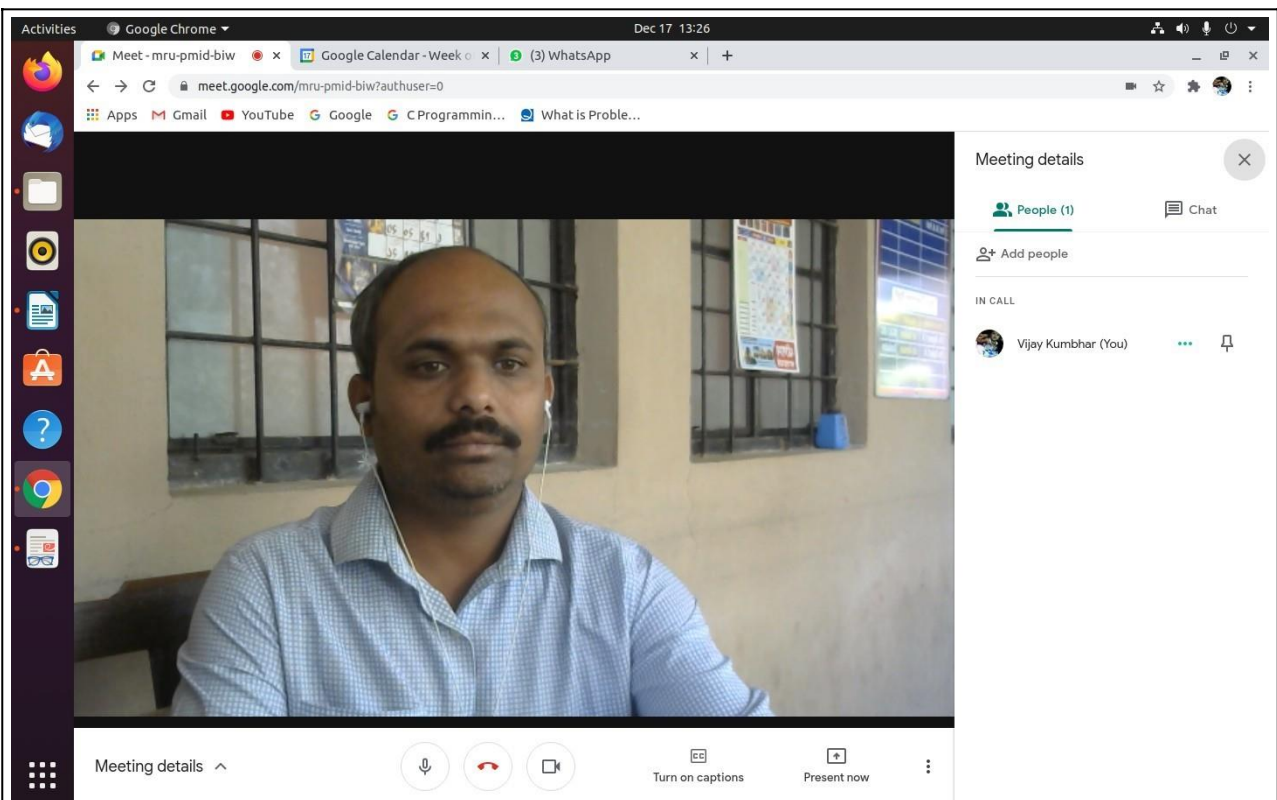 Activities
Google Chrome
Dec 17 13:26
Meet - mru-pmid-biw
Google Calendar - Week o
(3) WhatsApp
meet.google.com/mru-pmid-biw?authuser=0
Apps
Gmail
YouTube
Google
C Programmin...
What is Proble...
Meeting details
People (1)
Chat
Add people
IN CALL
Vijay Kumbhar (You)
Meeting details
CC
Turn on captions
Present now